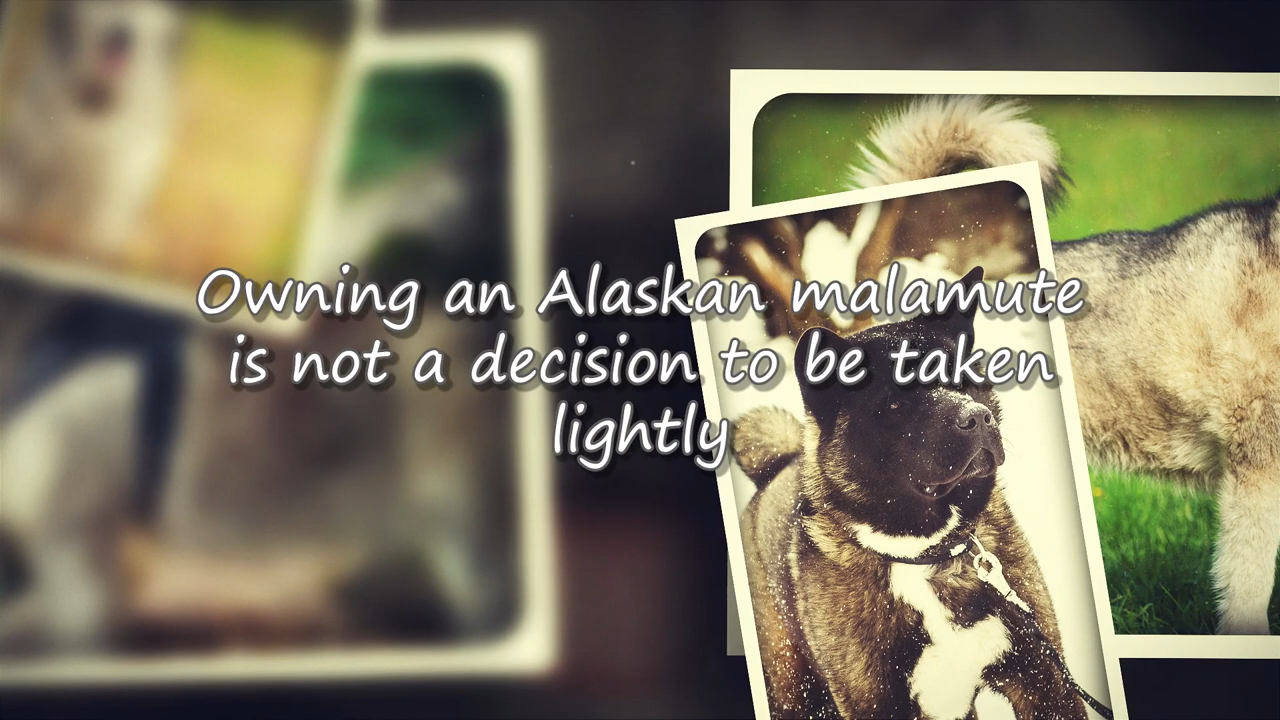 Owning an Alaskan malamute
is not a decision to be taken
lightly